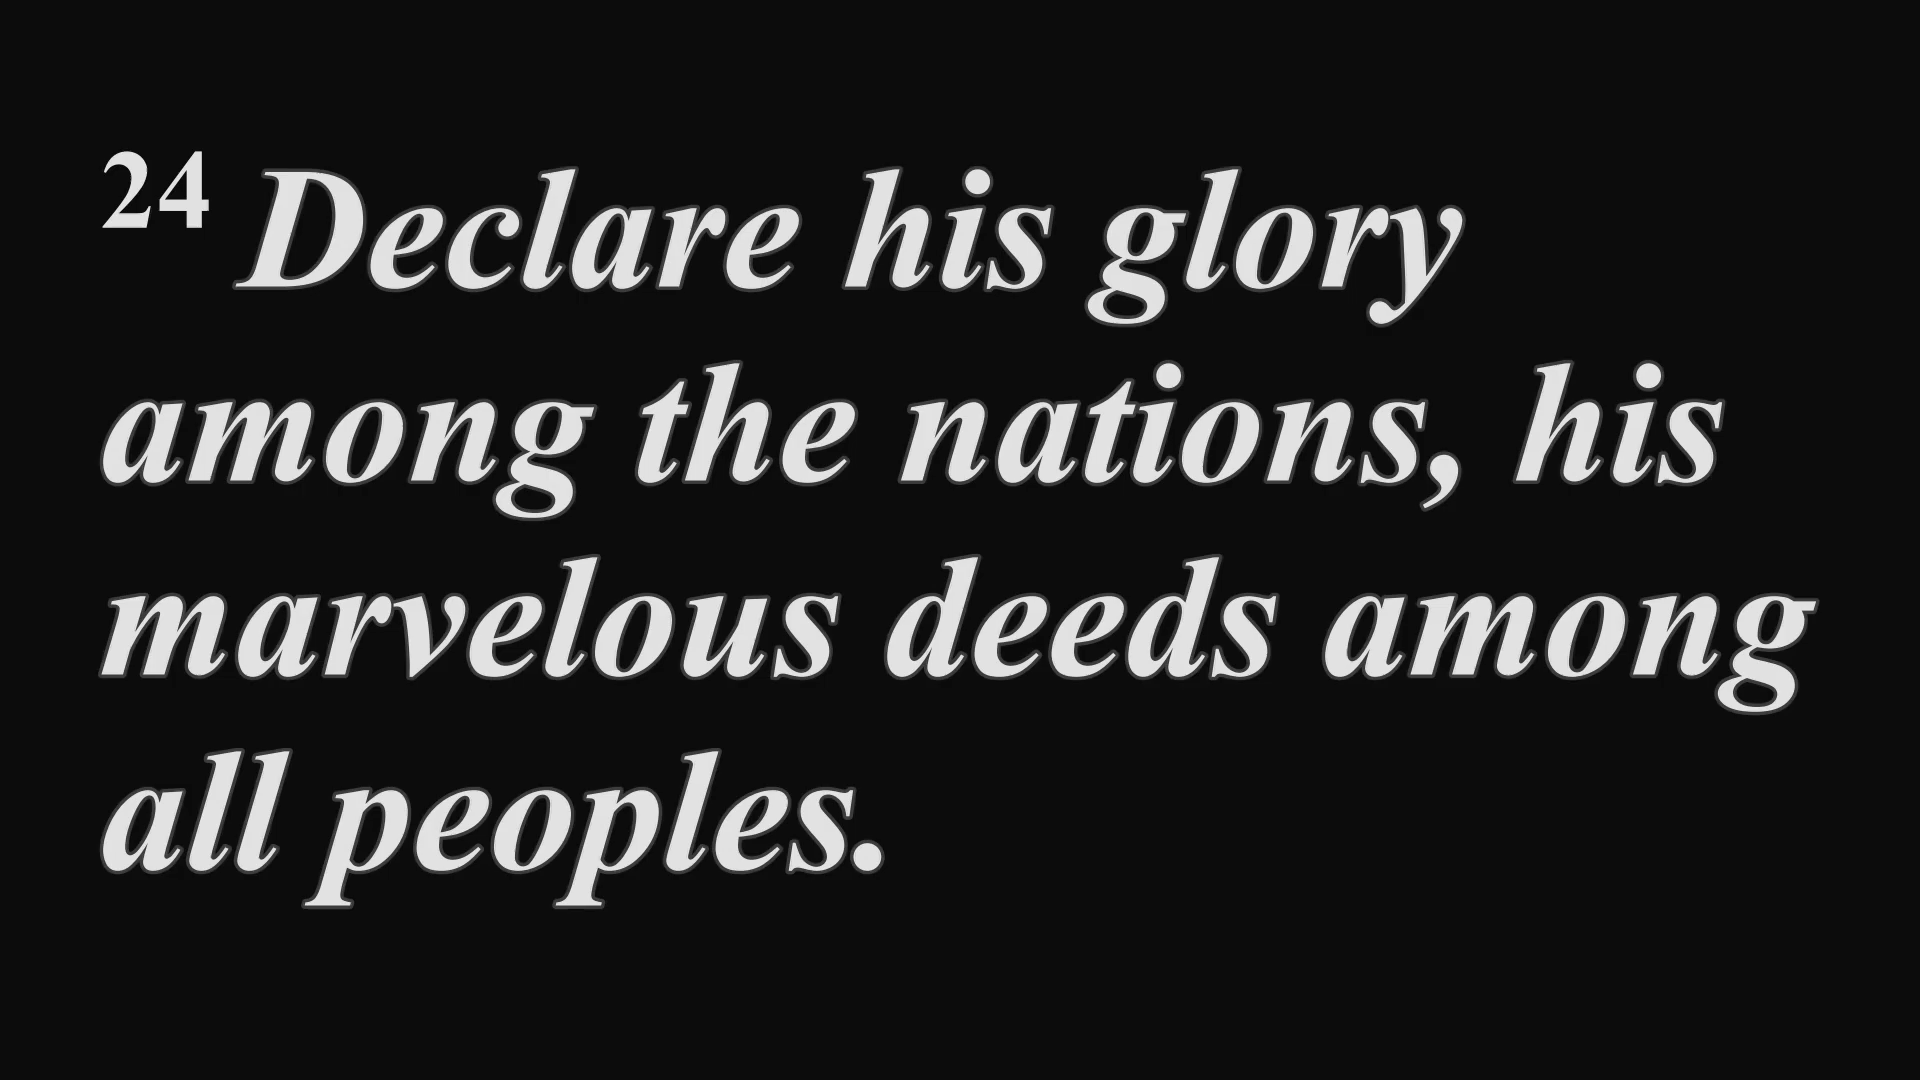 24 Declare his glory
among the nations, his
marvelous deeds among
all peoples.